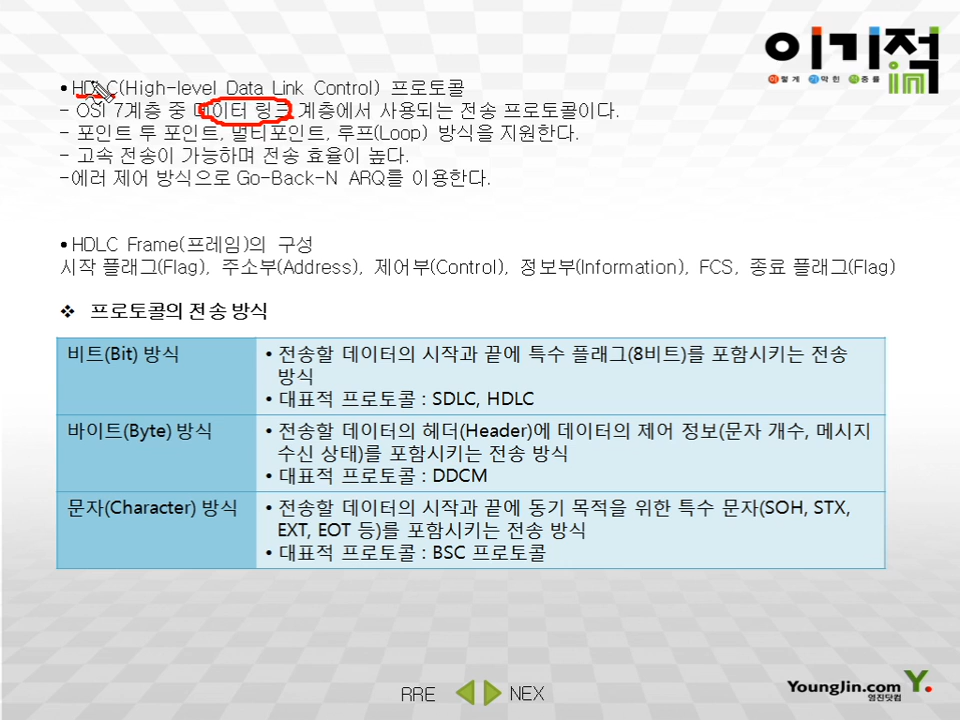 이기적in
이렇게 기막힌 적중률
• HDLC(High-level Data Link Control) 프로토콜
- OSI 7계층 중 데이터 링크 계층에서 사용되는 전송 프로토콜이다.
- 포인트 투 포인트, 멀티포인트, 루프(Loop) 방식을 지원한다.
- 고속 전송이 가능하며 전송 효율이 높다.
-에러 제어 방식으로 Go-Back-N ARQ를 이용한다.
• HDLC Frame(프레임)의 구성
시작 플래그(Flag), 주소부(Address), 제어부(Control), 정보부(Information), FCS, 종료 플래그(Flag)
❖ 프로토콜의 전송 방식
비트(Bit) 방식
• 전송할 데이터의 시작과 끝에 특수 플래그(8비트)를 포함시키는 전송
방식
• 대표적 프로토콜 : SDLC, HDLC
바이트(Byte) 방식
• 전송할 데이터의 헤더(Header)에 데이터의 제어 정보(문자 개수, 메시지
수신 상태)를 포함시키는 전송 방식
• 대표적 프로토콜 : DDCM
문자(Character) 방식
• 전송할 데이터의 시작과 끝에 동기 목적을 위한 특수 문자(SOH, STX,
EXT, EOT 등)를 포함시키는 전송 방식
• 대표적 프로토콜 : BSC 프로토콜
RRE NEX
YoungJin.com Y.
영진닷컴